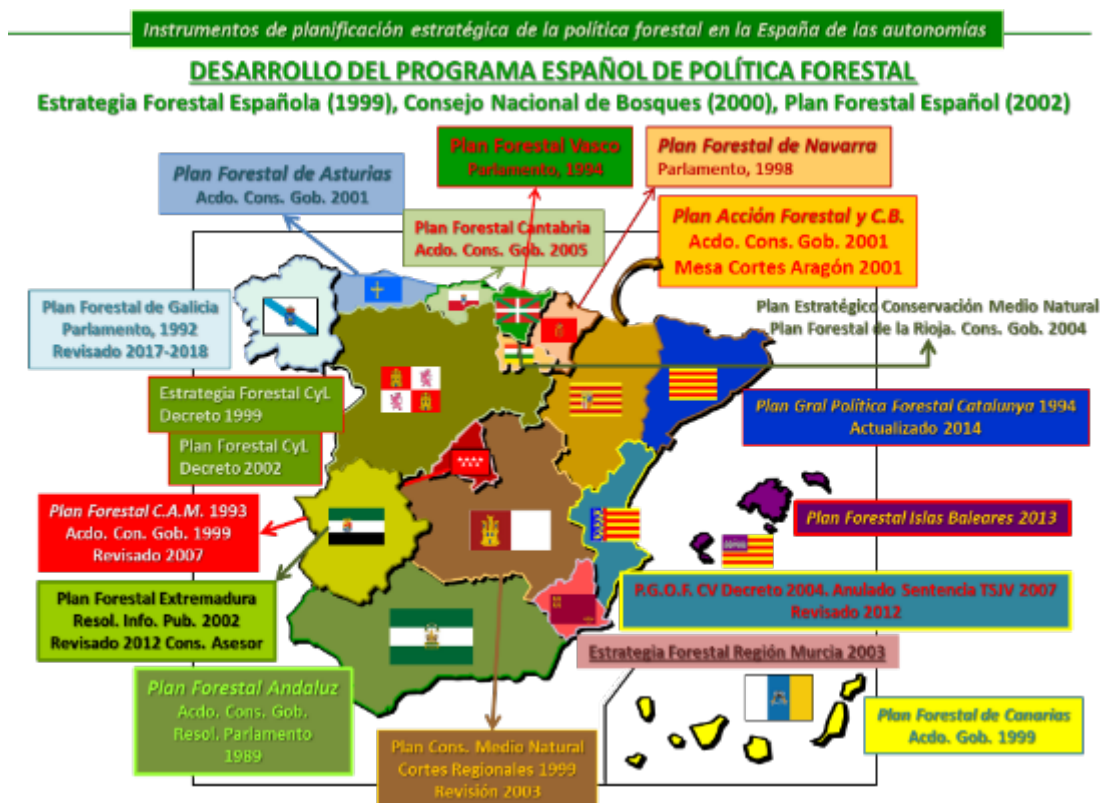 Instrumentos de planificación estratégica de la política forestal en la España de las autonomías
DESARROLLO DEL PROGRAMA ESPAÑOL DE POLÍTICA FORESTAL
Estrategia Forestal Española (1999), Consejo Nacional de Bosques (2000), Plan Forestal Español (2002)
Plan Forestal de Asturias
Acdo. Cons. Gob. 2001
Plan Forestal Vasco
Parlamento, 1994
Plan Forestal de Navarra
Parlamento, 1998
Plan Forestal Cantabria
Acdo. Cons. Gob. 2005
Plan Acción Forestal y C.B.
Acdo. Cons. Gob. 2001
Mesa Cortes Aragón 2001
Plan Forestal de Galicia
Parlamento, 1992
Revisado 2017-2018
Plan Estratégico Conservación Medio Natural
Plan Forestal de la Rioja. Cons. Gob. 2004
Estrategia Forestal CyL
Decreto 1999
Plan Forestal CyL
Decreto 2002
Plan Gral Política Forestal Catalunya 1994
Actualizado 2014
Plan Forestal C.A.M. 1993
Acdo. Con. Gob. 1999
Revisado 2007
Plan Forestal Islas Baleares 2013
Plan Forestal Extremadura
Resol. Info. Pub. 2002
Revisado 2012 Cons. Asesor
P.G.O.F. CV Decreto 2004. Anulado Sentencia TSJV 2007
Revisado 2012
Estrategia Forestal Región Murcia 2003
Plan Forestal Andaluz
Acdo. Cons. Gob.
Resol. Parlamento
1989
Plan Cons. Medio Natural
Cortes Regionales 1999
Revisión 2003
Plan Forestal de Canarias
Acdo. Gob. 1999